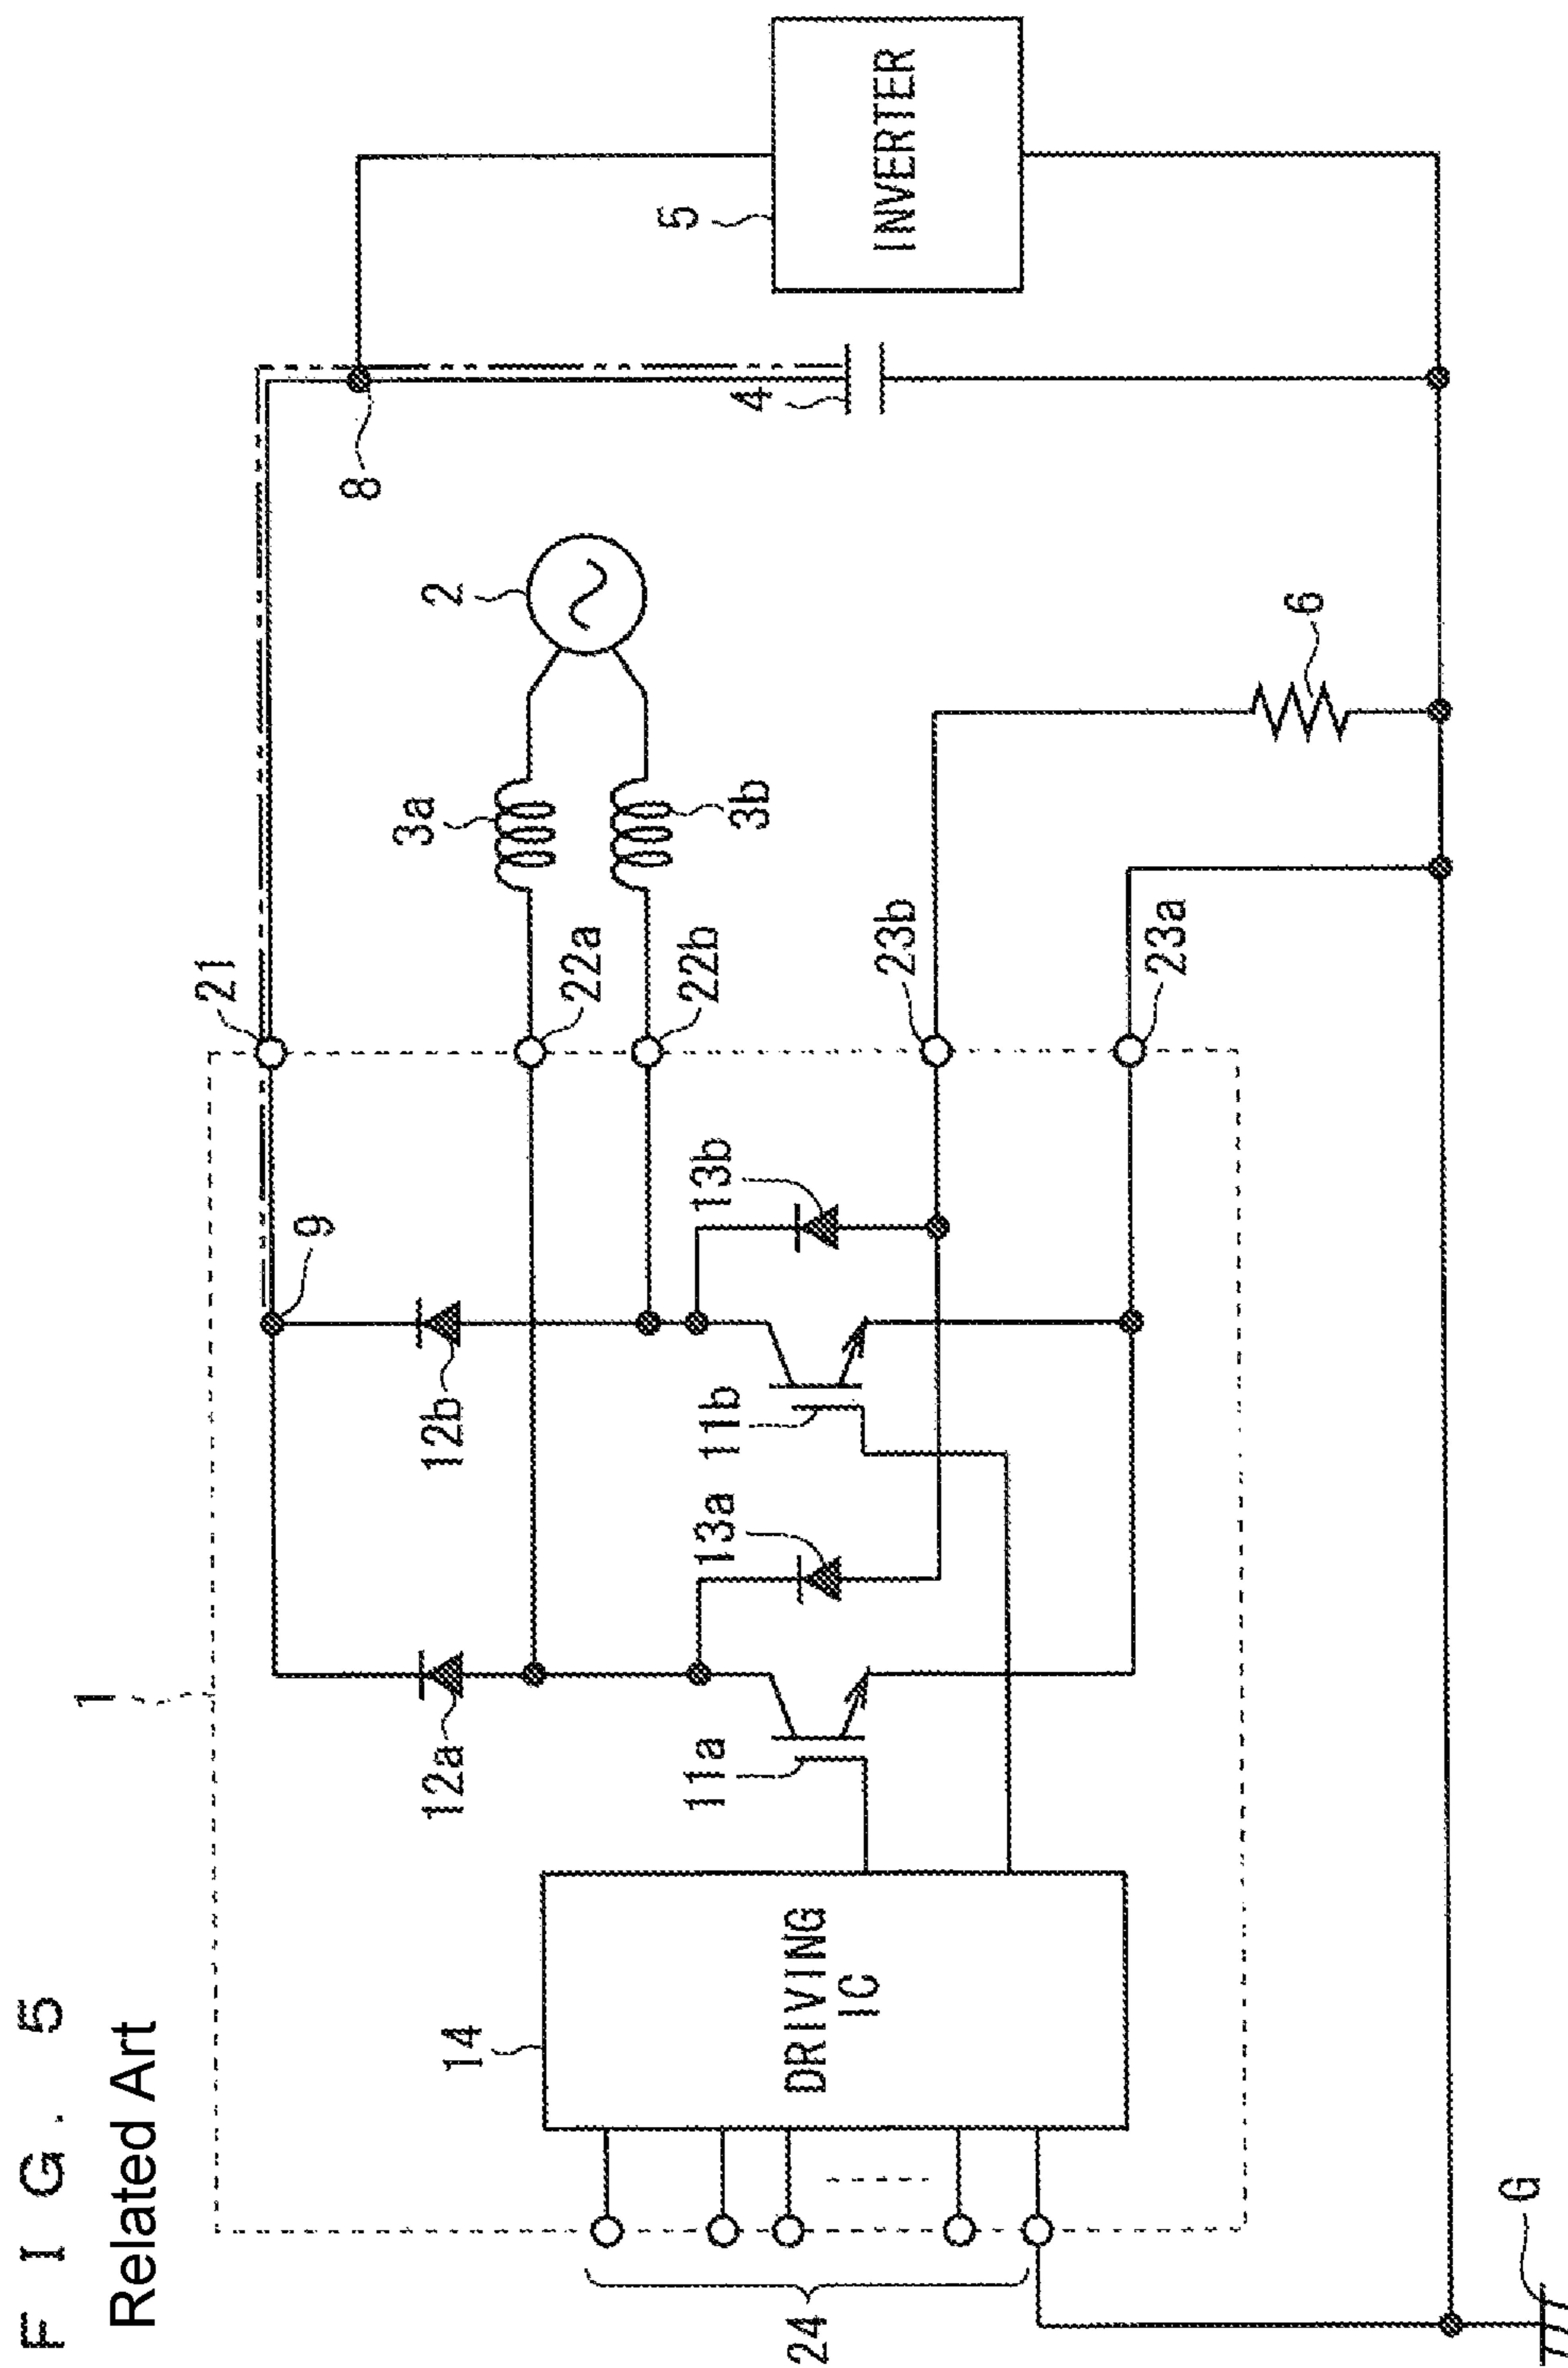 FIG. 5
Related Art
1
21
9
8
12a
12b
3a
2
22a
3b
22b
5
INVERTER
4
14
DRIVING
IC
11a
13a
11b
13b
23b
23a
6
24
G